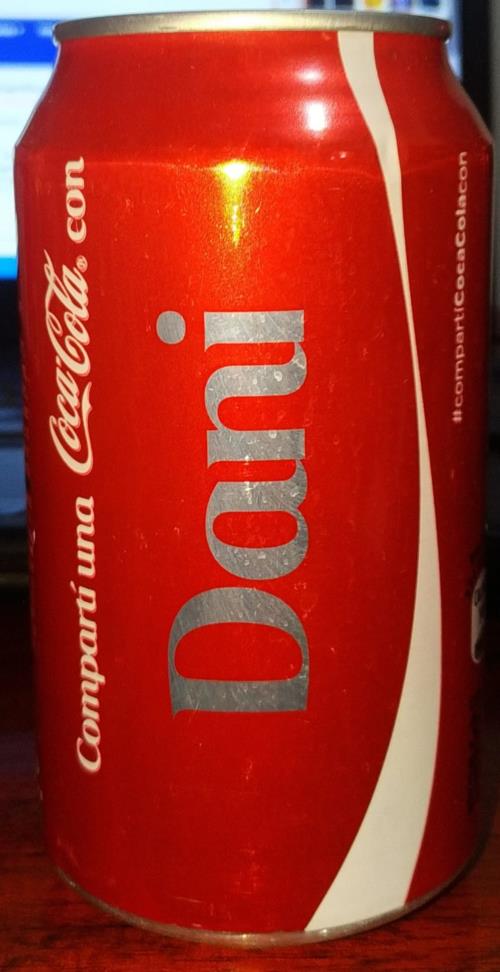 Compartí una Coca-Cola® con
Dani
#compartíCocaColacon